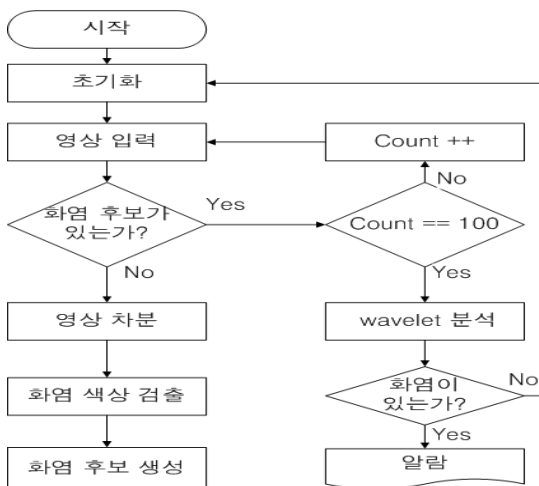 시작
초기화
영상 입력
Count ++
화염 후보가
있는가?
Yes
No
Count == 100
No
Yes
영상 차분
wavelet 분석
화염 색상 검출
화염이
있는가?
No
Yes
화염 후보 생성
알람